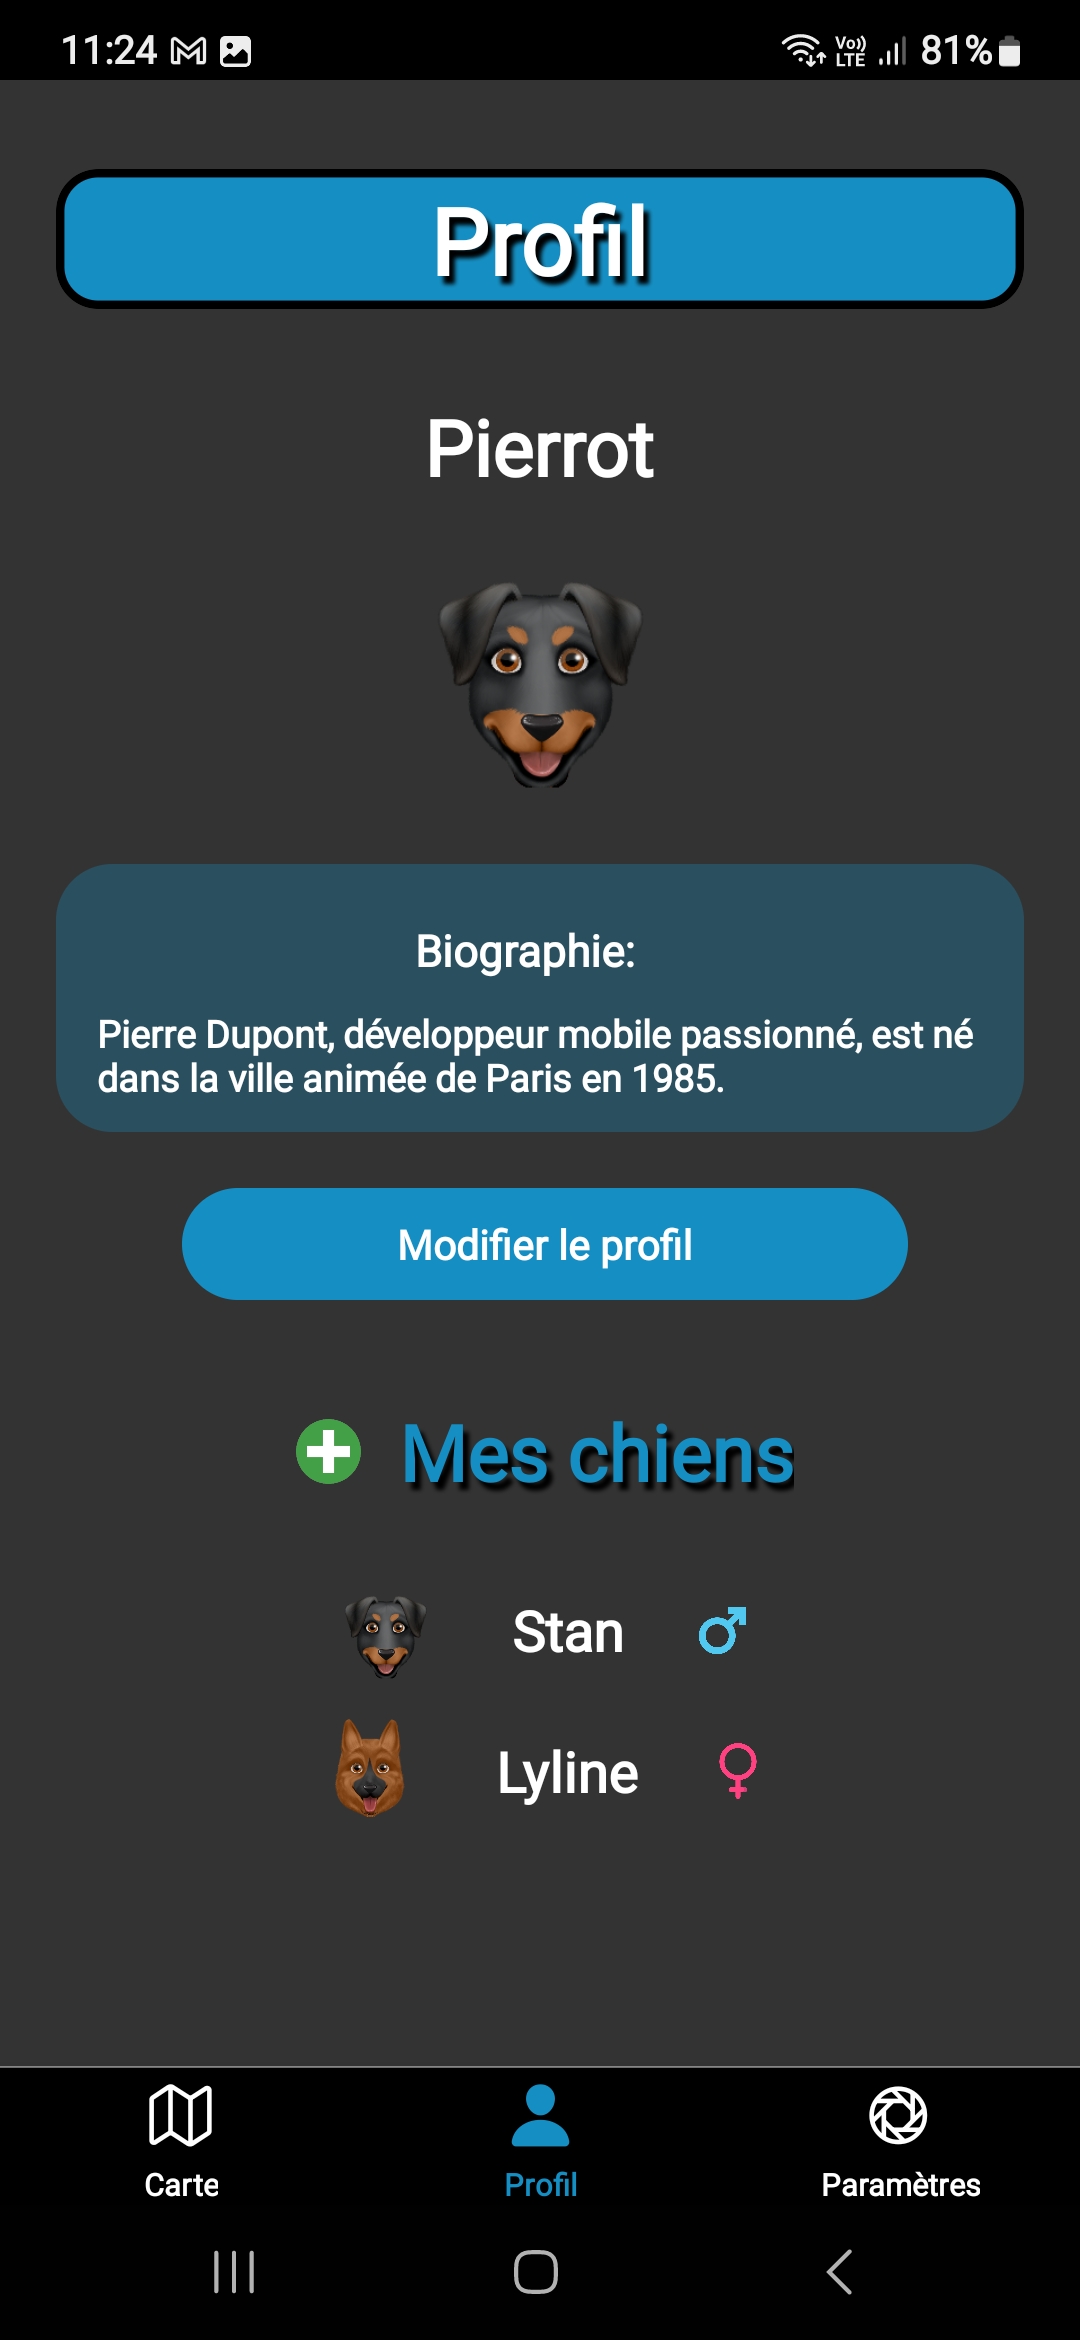 11:24
Vo)) LTE 81%
Profil
Pierrot
Biographie:
Pierre Dupont, développeur mobile passionné, est né
dans la ville animée de Paris en 1985.
Modifier le profil
Mes chiens
Stan
Lyline
Carte Profil Paramètres